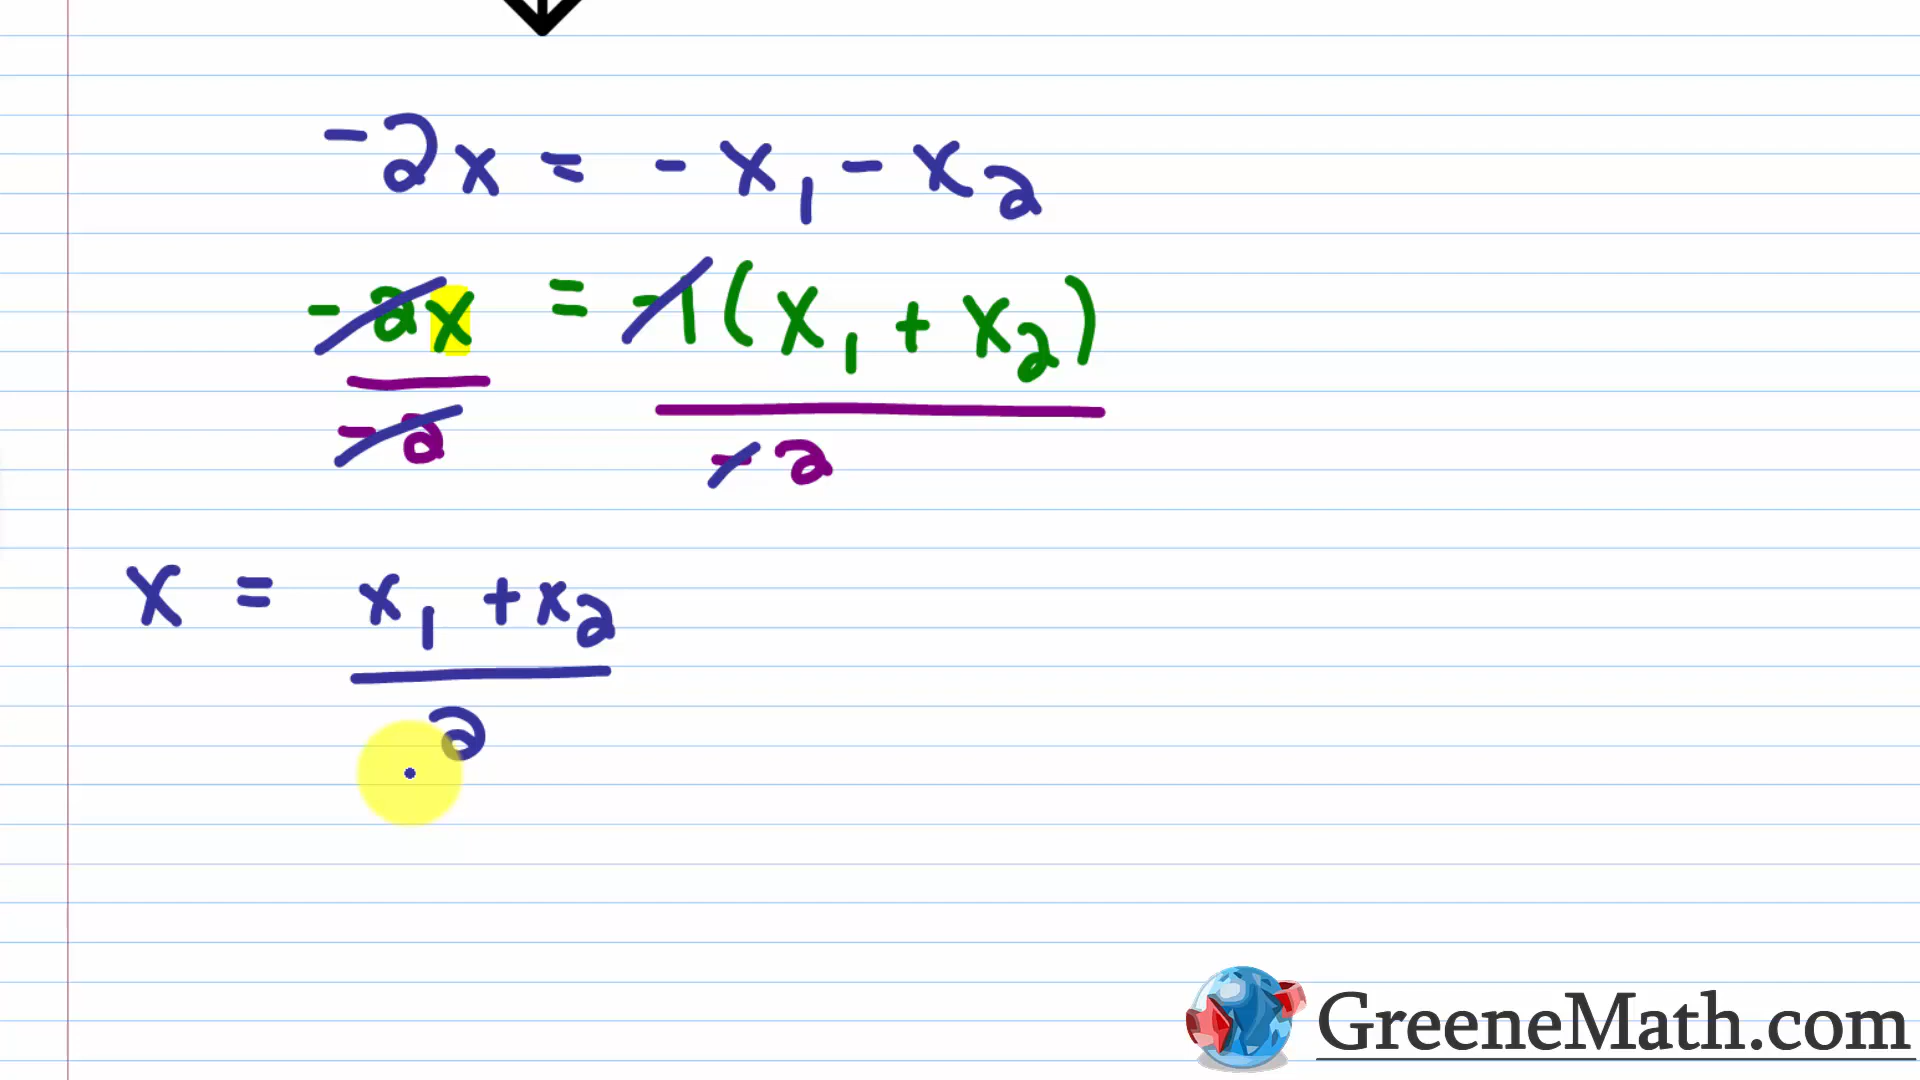 -2x = -x₁ - x₂
-2x = -1(x₁ + x₂)
-2 -2
x = x₁ + x₂
2
GreeneMath.com